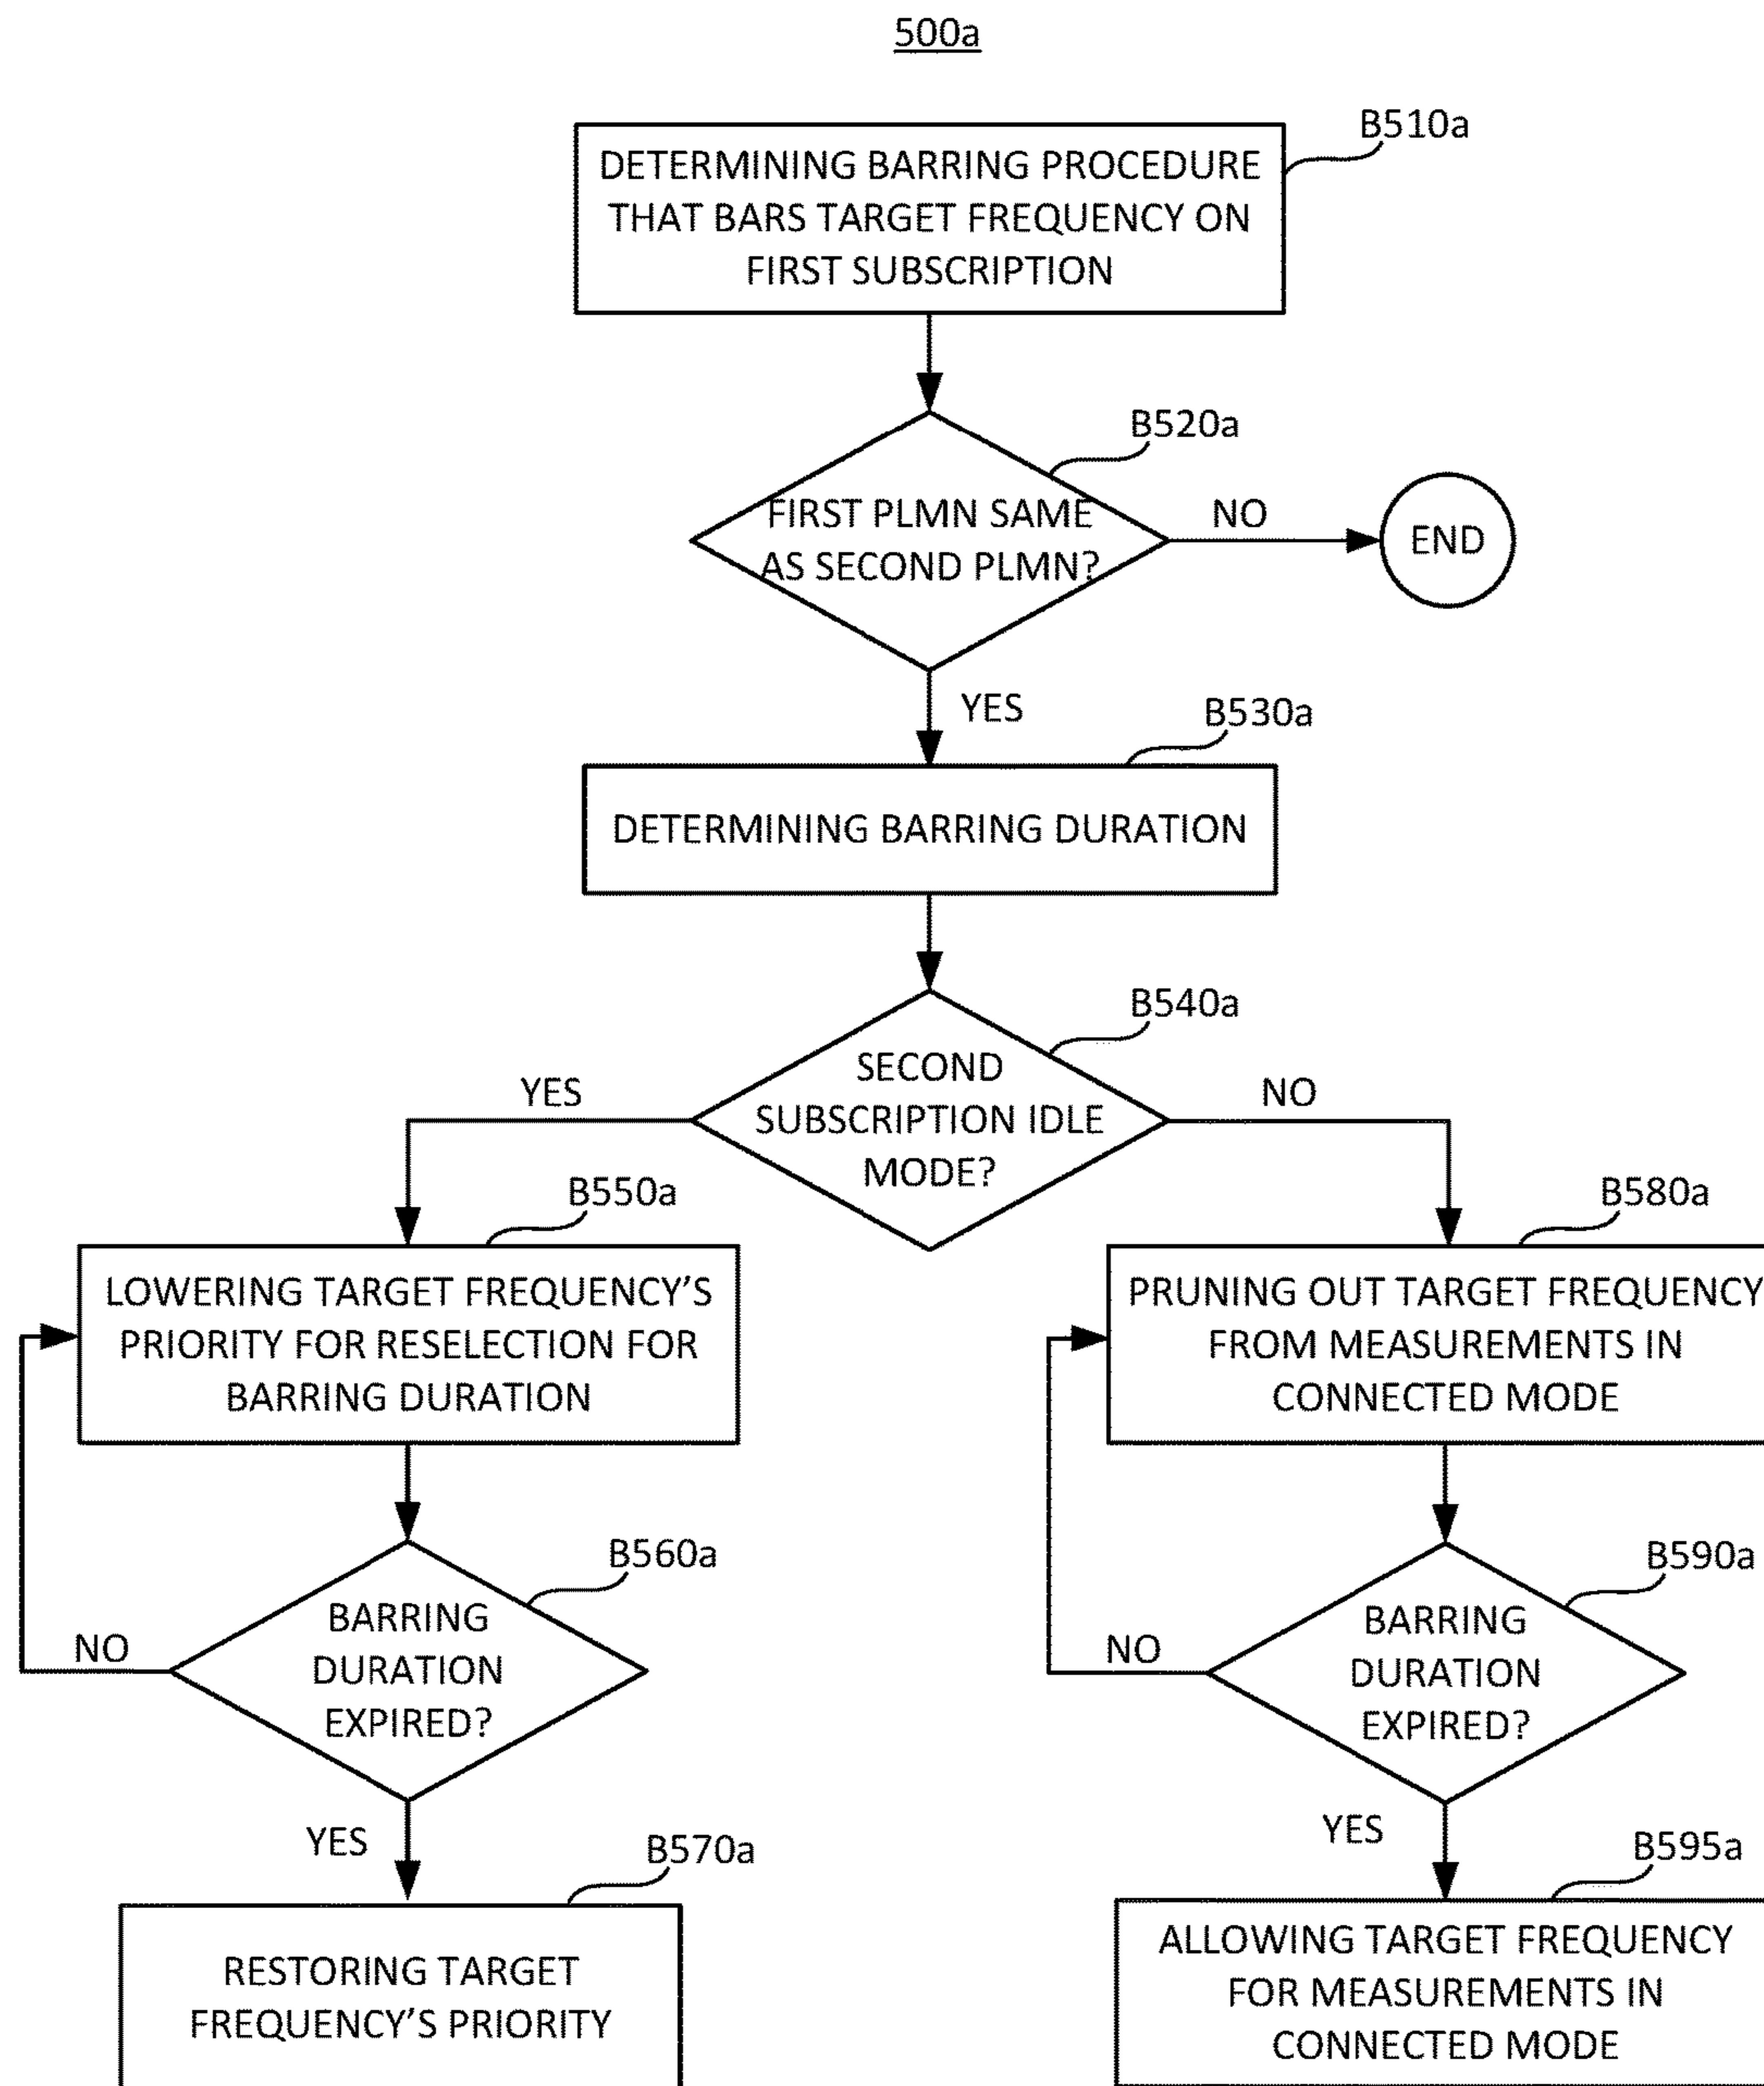 500a
B510a
DETERMINING BARRING PROCEDURE
THAT BARS TARGET FREQUENCY ON
FIRST SUBSCRIPTION
B520a
FIRST PLMN SAME
AS SECOND PLMN?
NO
END
YES
B530a
DETERMINING BARRING DURATION
B540a
SECOND
SUBSCRIPTION IDLE
MODE?
YES
NO
B550a
LOWERING TARGET FREQUENCY'S
PRIORITY FOR RESELECTION FOR
BARRING DURATION
B580a
PRUNING OUT TARGET FREQUENCY
FROM MEASUREMENTS IN
CONNECTED MODE
B560a
BARRING
DURATION
EXPIRED?
NO
B590a
BARRING
DURATION
EXPIRED?
NO
YES
B570a
RESTORING TARGET
FREQUENCY'S PRIORITY
YES
B595a
ALLOWING TARGET FREQUENCY
FOR MEASUREMENTS IN
CONNECTED MODE